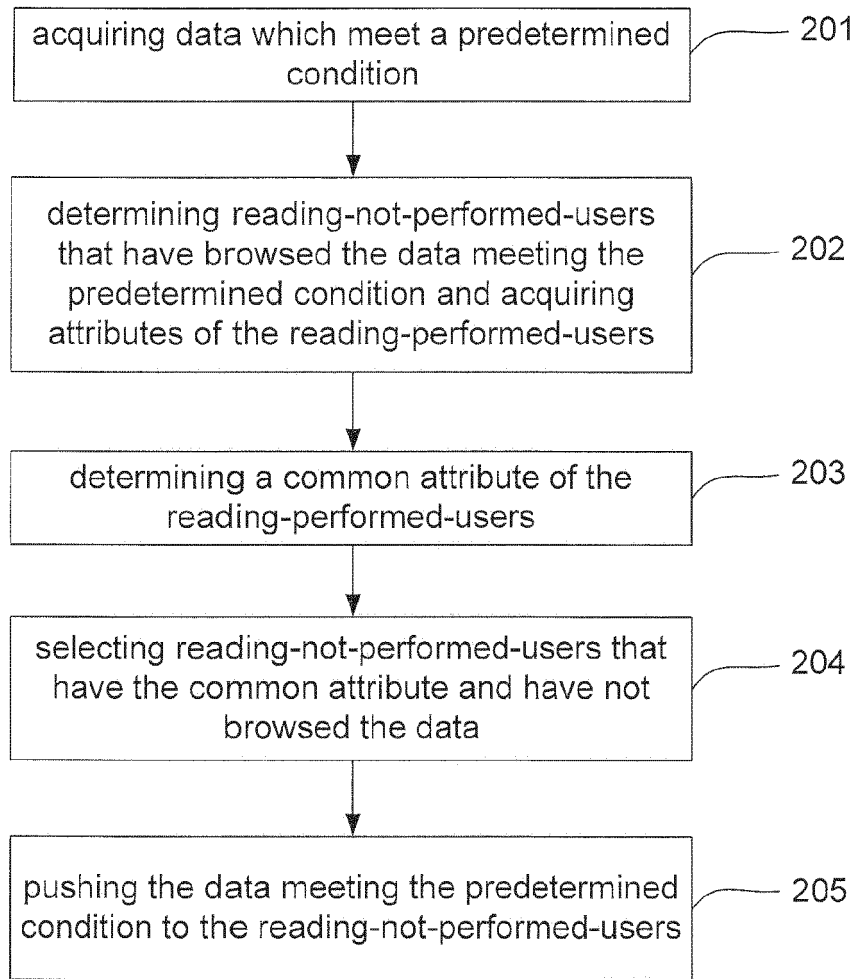 acquiring data which meet a predetermined
condition
201
determining reading-not-performed-users
that have browsed the data meeting the
predetermined condition and acquiring
attributes of the reading-performed-users
202
determining a common attribute of the
reading-performed-users
203
selecting reading-not-performed-users that
have the common attribute and have not
browsed the data
204
pushing the data meeting the predetermined
condition to the reading-not-performed-users
205